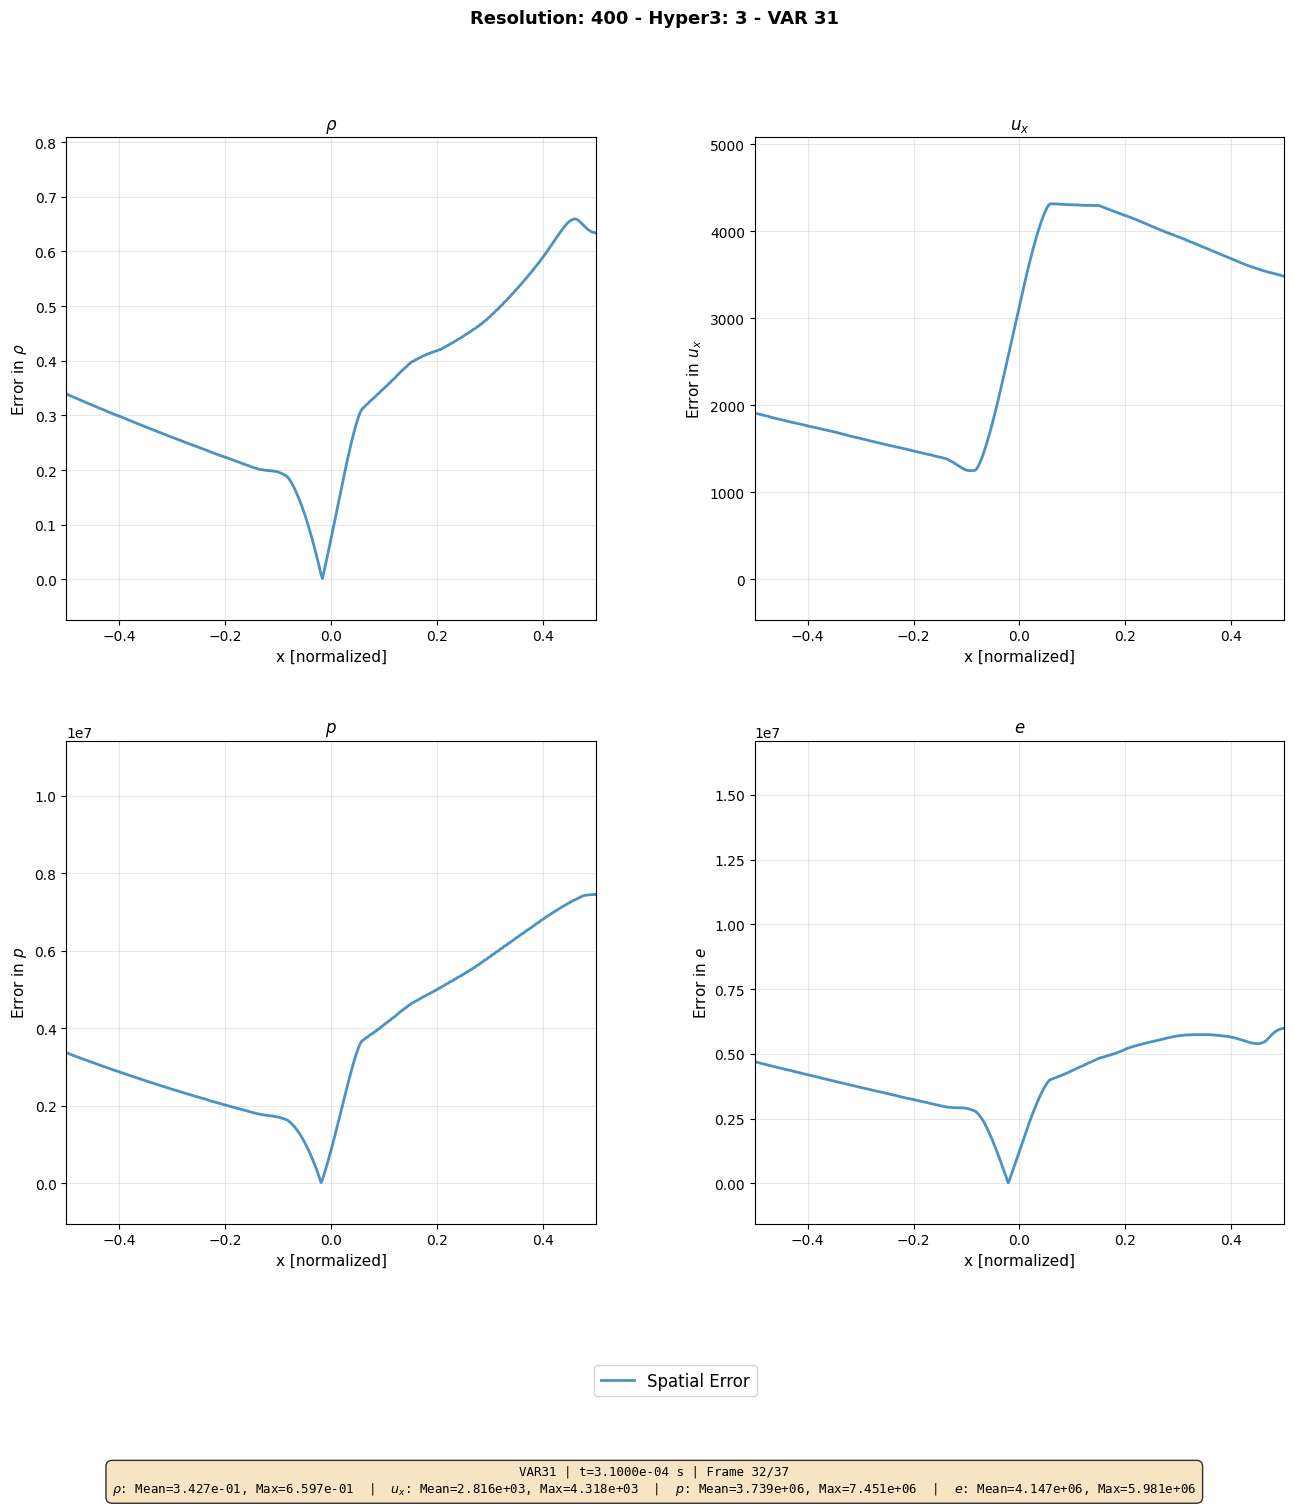 Resolution: 400 - Hyper3: 3 - VAR 31
ρ
Error in ρ
0.8
0.7
0.6
0.5
0.4
0.3
0.2
0.1
0.0
−0.4 −0.2 0.0 0.2 0.4
x [normalized]
u_x
Error in u_x
5000
4000
3000
2000
1000
0
−0.4 −0.2 0.0 0.2 0.4
x [normalized]
p
1e7
Error in p
1.0
0.8
0.6
0.4
0.2
0.0
−0.4 −0.2 0.0 0.2 0.4
x [normalized]
e
1e7
Error in e
1.50
1.25
1.00
0.75
0.50
0.25
0.00
−0.4 −0.2 0.0 0.2 0.4
x [normalized]
Spatial Error
VAR31 | t=3.1000e-04 s | Frame 32/37
ρ: Mean=3.427e-01, Max=6.597e-01 | u_x: Mean=2.816e+03, Max=4.318e+03 | p: Mean=3.739e+06, Max=7.451e+06 | e: Mean=4.147e+06, Max=5.981e+06